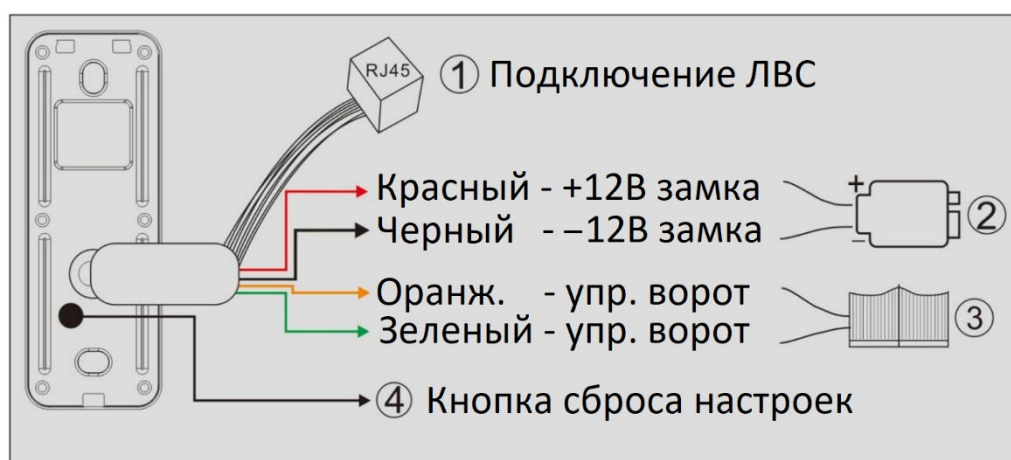 RJ45
① Подключение ЛВС
Красный - +12В замка
+
②
Черный - –12В замка
–
Оранж. - упр. ворот
③
Зеленый - упр. ворот
④ Кнопка сброса настроек